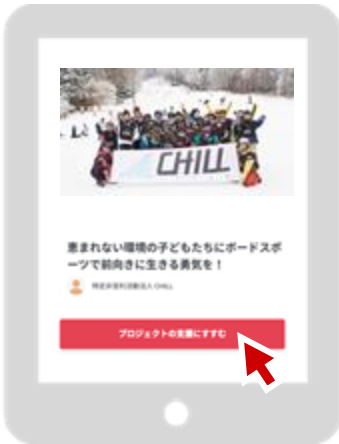 CHILL
恵まれない環境の子どもたちにボードスポ
ーツで前向きに生きる勇気を！
特定非営利活動法人 CHILL
プロジェクトの支援にすすむ